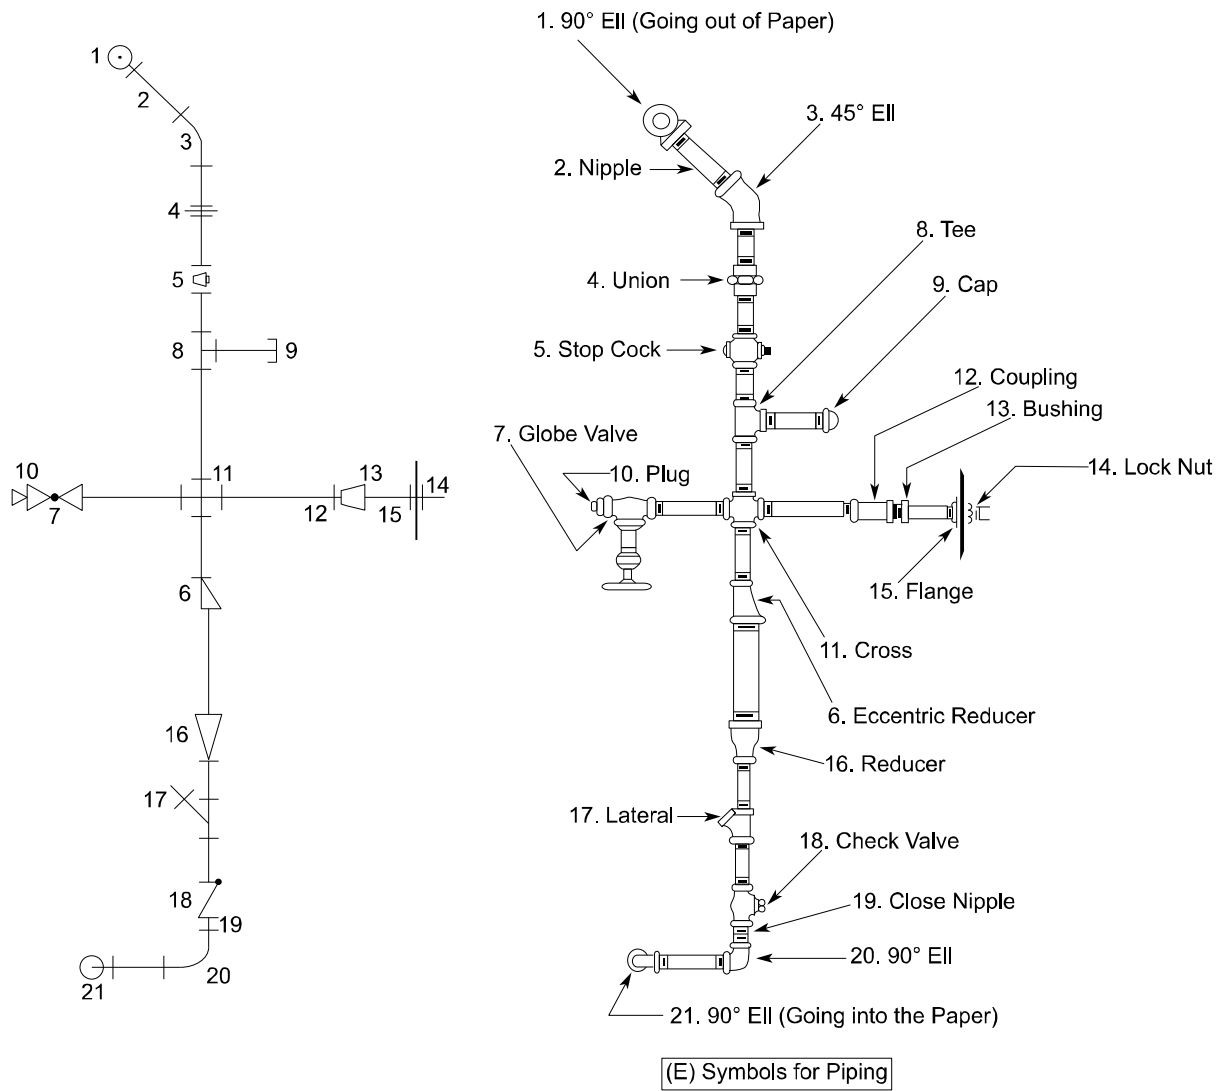 1. 90° Ell (Going out of Paper)
1
2
3
3. 45° Ell
2. Nipple
4
8. Tee
5
4. Union
9. Cap
8
9
5. Stop Cock
12. Coupling
13. Bushing
7. Globe Valve
10
13
14
10. Plug
14. Lock Nut
11
7
12
15
6
15. Flange
11. Cross
6. Eccentric Reducer
16
16. Reducer
17
17. Lateral
18. Check Valve
18
19. Close Nipple
19
20. 90° Ell
20
21
21. 90° Ell (Going into the Paper)
(E) Symbols for Piping